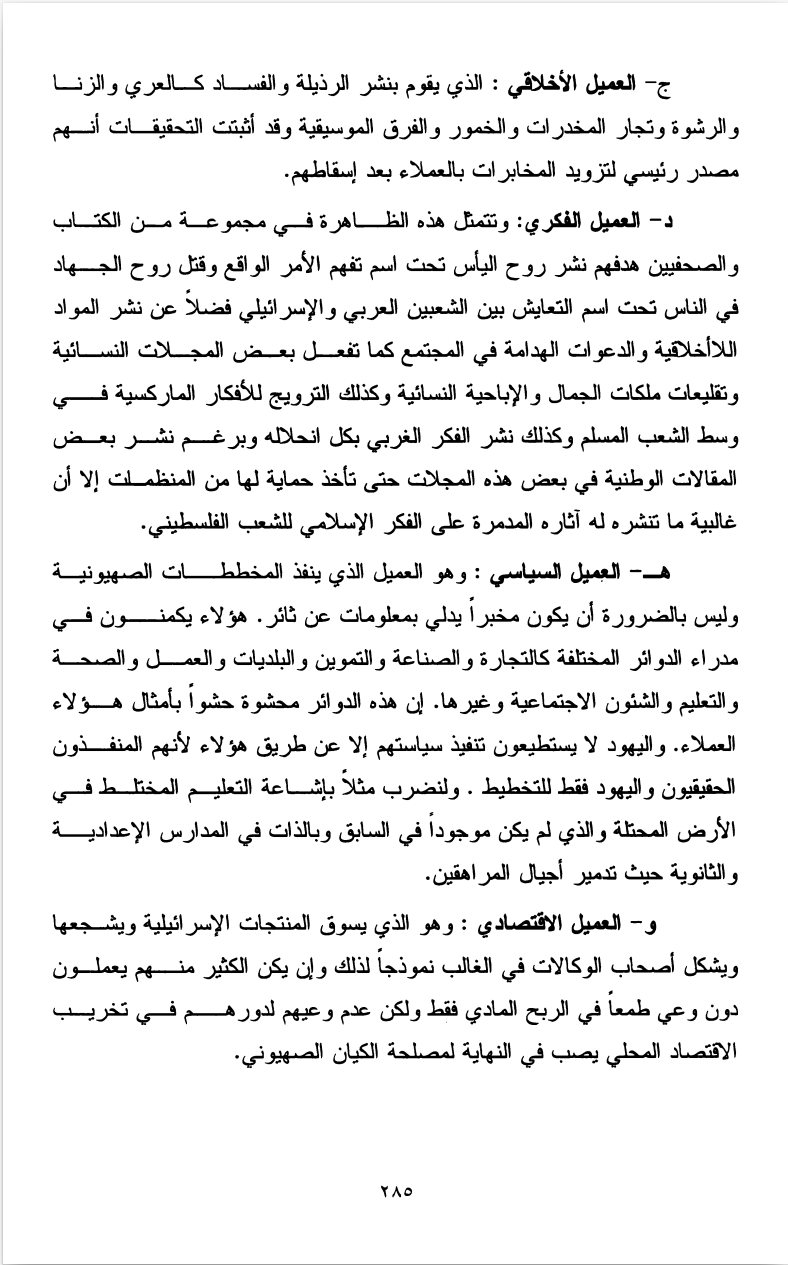 ج- العميل الأخلاقي : الذي يقوم بنشر الرذيلة والفساد كالعري والزنا
والرشوة وتجار المخدرات والخمور والفرق الموسيقية وقد أثبتت التحقيقات أنهم
مصدر رئيسي لتزويد المخابرات بالعملاء بعد إسقاطهم.
د- العميل الفكري: وتتمثل هذه الظاهرة في مجموعة من الكتاب
والصحفيين هدفهم نشر روح اليأس تحت اسم تفهم الأمر الواقع وقتل روح الجهاد
في الناس تحت اسم التعايش بين الشعبين العربي والإسرائيلي فضلاً عن نشر المواد
اللاأخلاقية والدعوات الهدامة في المجتمع كما تفعل بعض المجلات النسائية
وتقليعات ملكات الجمال والإباحية النسائية وكذلك الترويج للأفكار الماركسية في
وسط الشعب المسلم وكذلك نشر الفكر الغربي بكل انحلاله وبرغم نشر بعض
المقالات الوطنية في بعض هذه المجلات حتى تأخذ حماية لها من المنظمات إلا أن
غالبية ما تنشره له آثاره المدمرة على الفكر الإسلامي للشعب الفلسطيني.
هـ- العميل السياسي : وهو العميل الذي ينفذ المخططات الصهيونية
وليس بالضرورة أن يكون مخبراً يدلي بمعلومات عن ثائر. هؤلاء يكمنون في
مدراء الدوائر المختلفة كالتجارة والصناعة والتموين والبلديات والعمل والصحة
والتعليم والشئون الاجتماعية وغيرها. إن هذه الدوائر محشوة حشواً بأمثال هؤلاء
العملاء. واليهود لا يستطيعون تنفيذ سياستهم إلا عن طريق هؤلاء لأنهم المنفذون
الحقيقيون واليهود فقط للتخطيط . ولنضرب مثلاً بإشاعة التعليم المختلط في
الأرض المحتلة والذي لم يكن موجوداً في السابق وبالذات في المدارس الإعدادية
والثانوية حيث تدمير أجيال المراهقين.
و- العميل الاقتصادي : وهو الذي يسوق المنتجات الإسرائيلية ويشجعها
ويشكل أصحاب الوكالات في الغالب نموذجاً لذلك وإن يكن الكثير منهم يعملون
دون وعي طمعاً في الربح المادي فقط ولكن عدم وعيهم لدورهم في تخريب
الاقتصاد المحلي يصب في النهاية لمصلحة الكيان الصهيوني.
٢٨٥